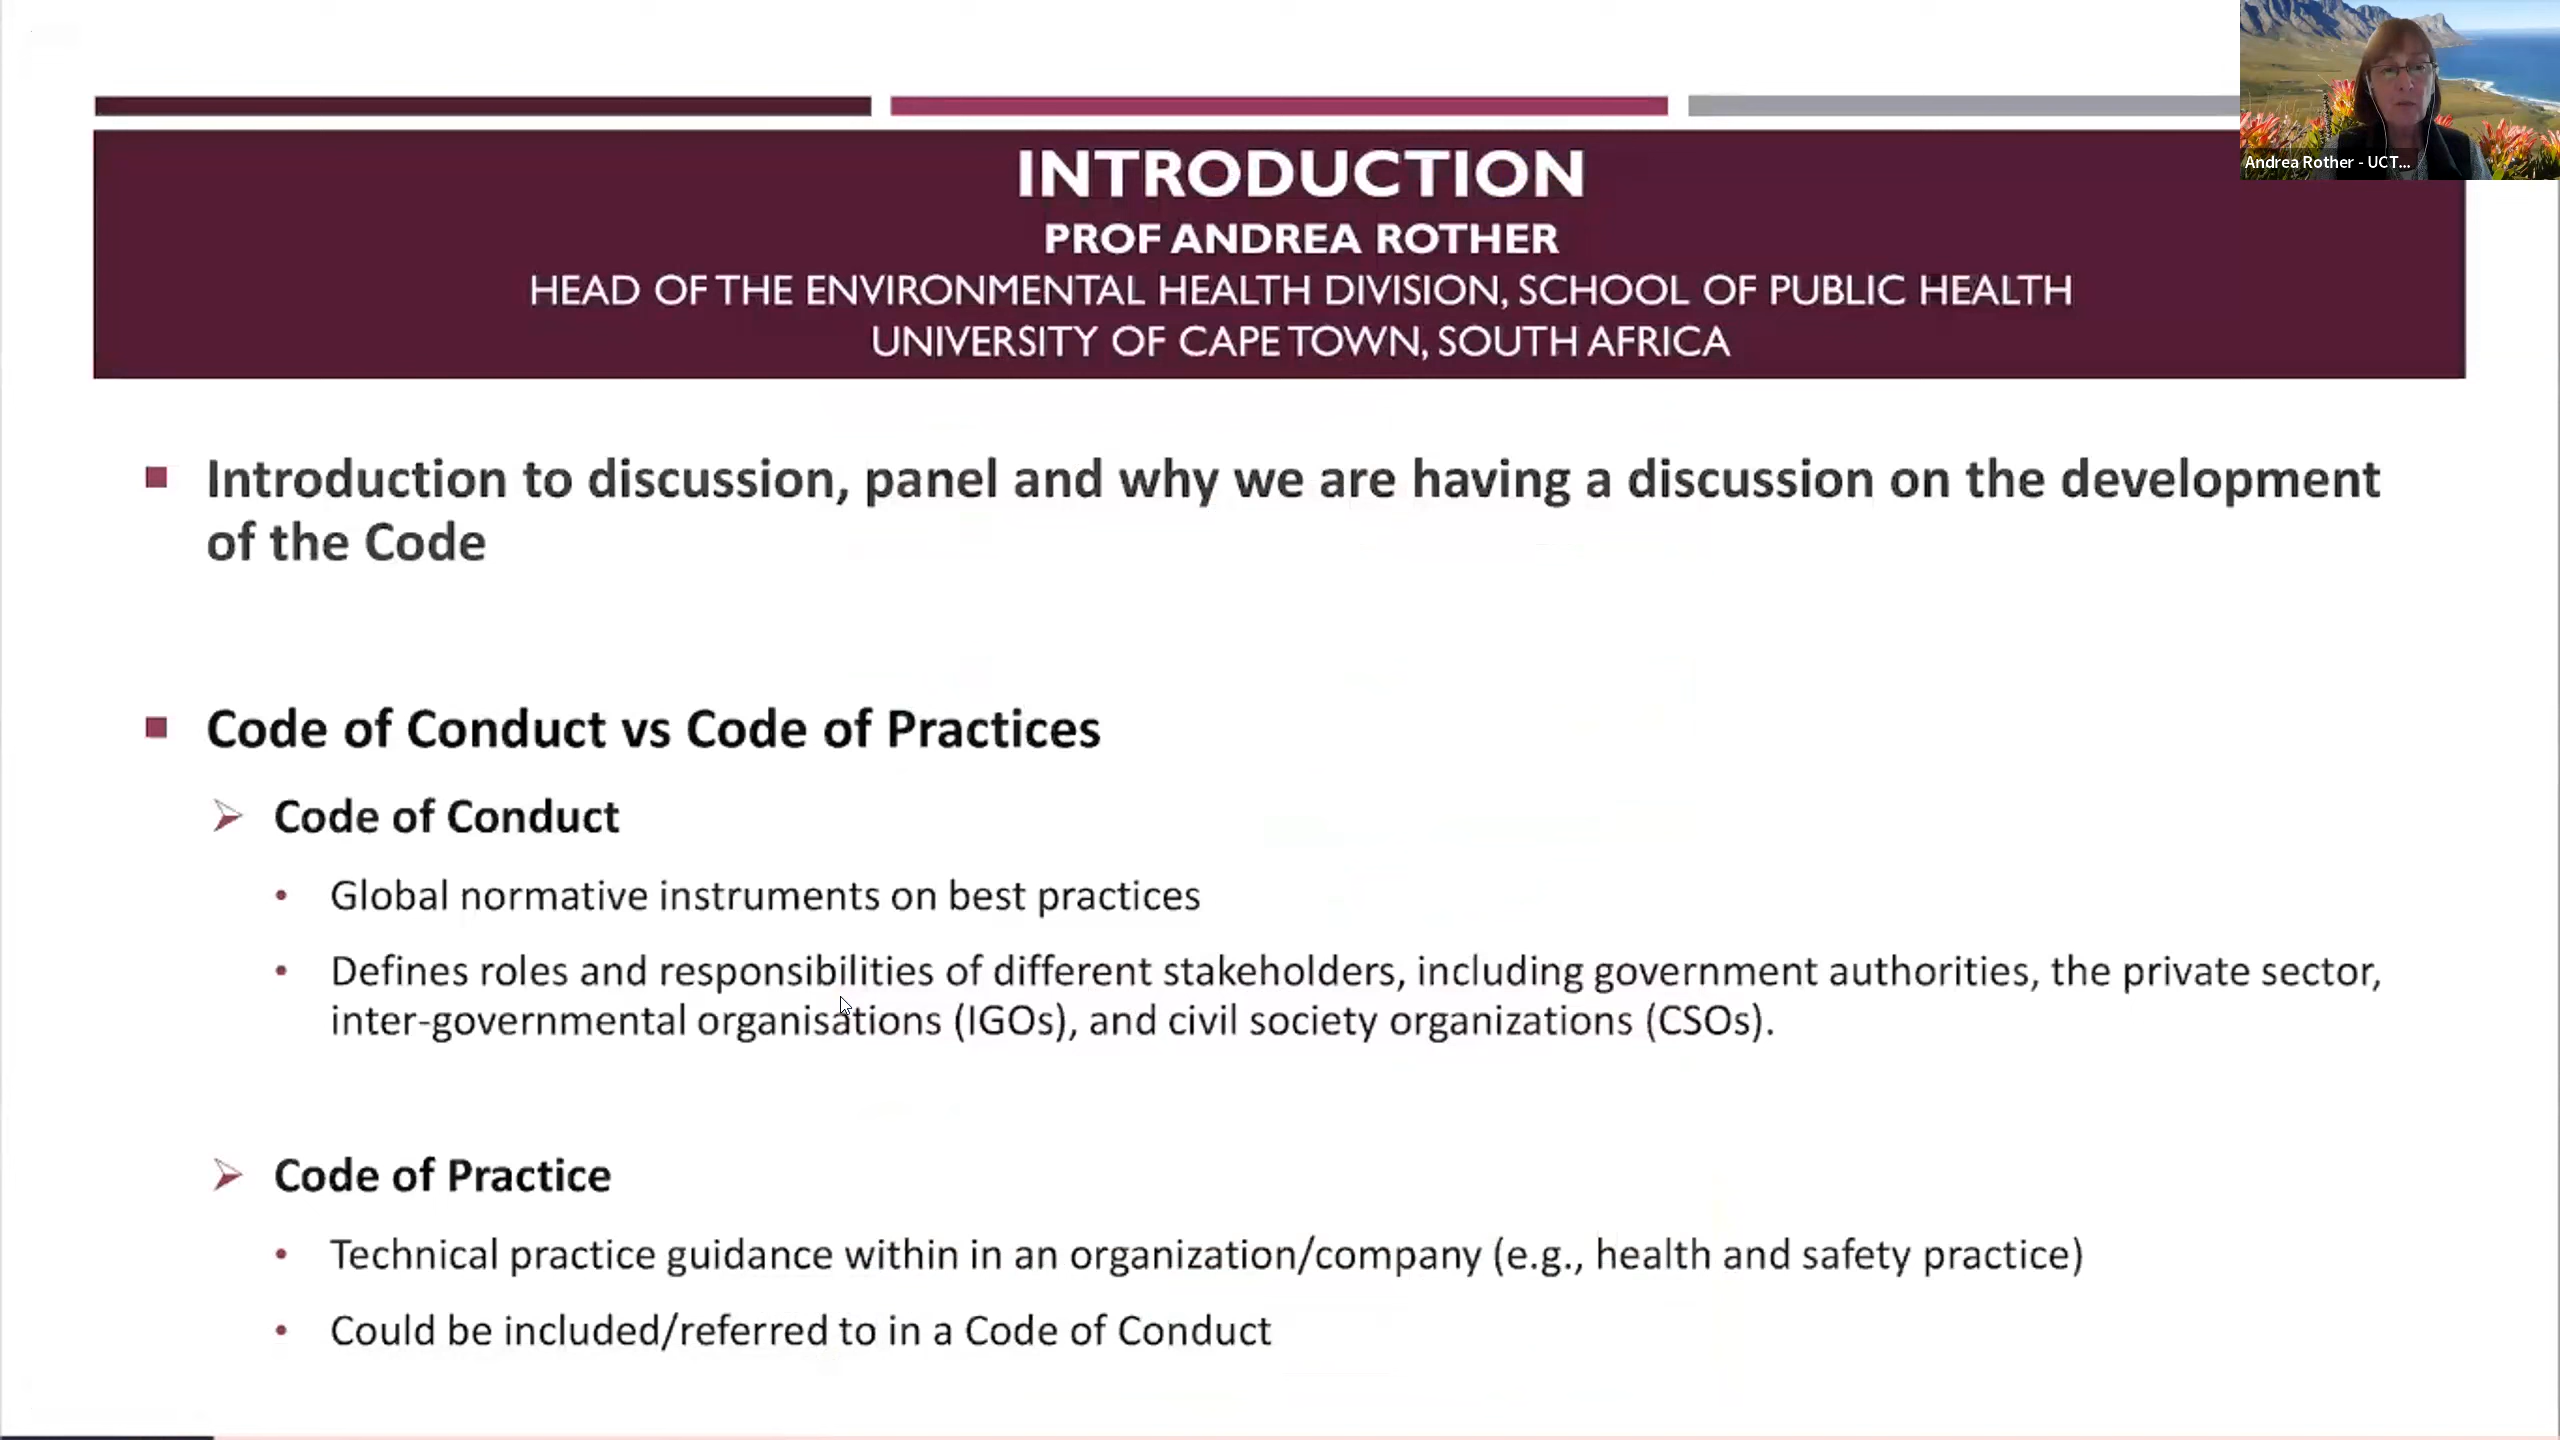 INTRODUCTION
PROF ANDREA ROTHER
HEAD OF THE ENVIRONMENTAL HEALTH DIVISION, SCHOOL OF PUBLIC HEALTH
UNIVERSITY OF CAPE TOWN, SOUTH AFRICA
Andrea Rother - UCT...
Introduction to discussion, panel and why we are having a discussion on the development
of the Code
Code of Conduct vs Code of Practices
Code of Conduct
Global normative instruments on best practices
Defines roles and responsibilities of different stakeholders, including government authorities, the private sector,
inter-governmental organisations (IGOs), and civil society organizations (CSOs).
Code of Practice
Technical practice guidance within in an organization/company (e.g., health and safety practice)
Could be included/referred to in a Code of Conduct